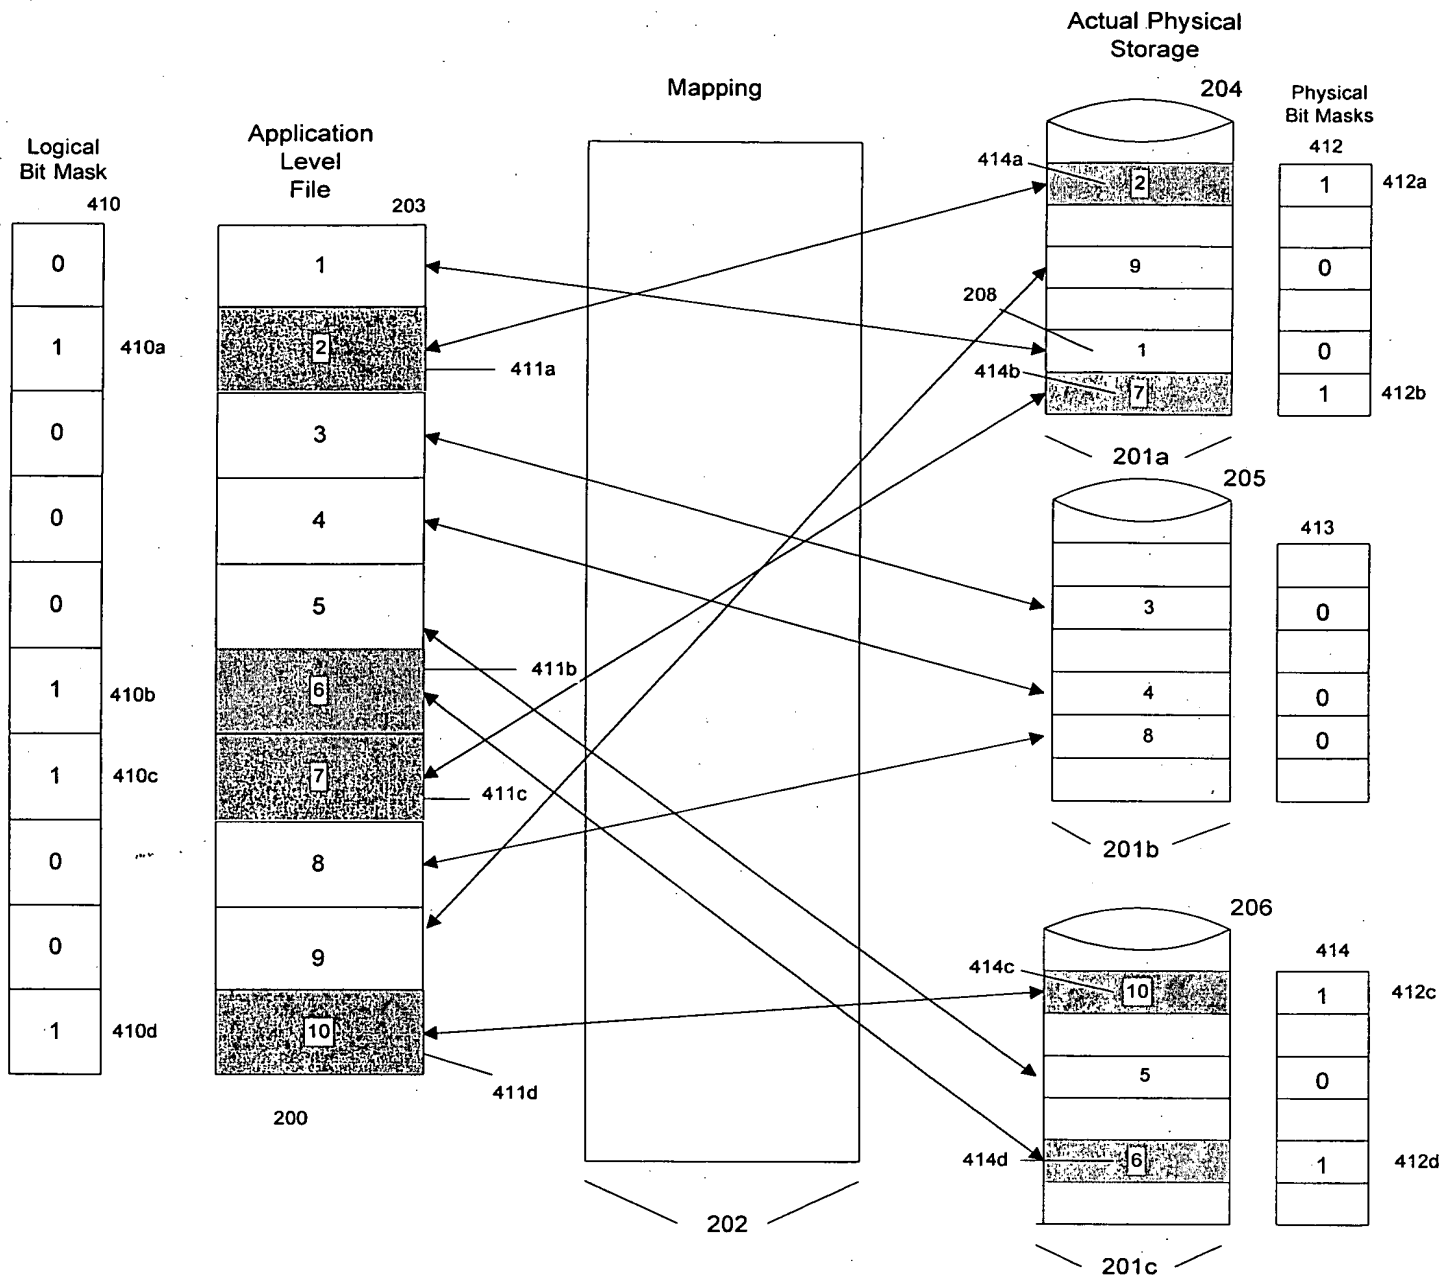 Actual Physical
Storage
204
Mapping
Physical
Bit Masks
412
Logical
Bit Mask
410
Application
Level
File
203
414a
2
1
412a
0
1
9
0
208
1
410a
2
411a
1
0
414b
7
1
412b
0
3
201a
205
0
4
413
0
5
3
0
1
410b
6
411b
4
0
8
0
1
410c
7
411c
0
8
201b
206
0
9
414
414c
10
1
412c
1
410d
10
411d
5
0
200
414d
6
1
412d
202
201c